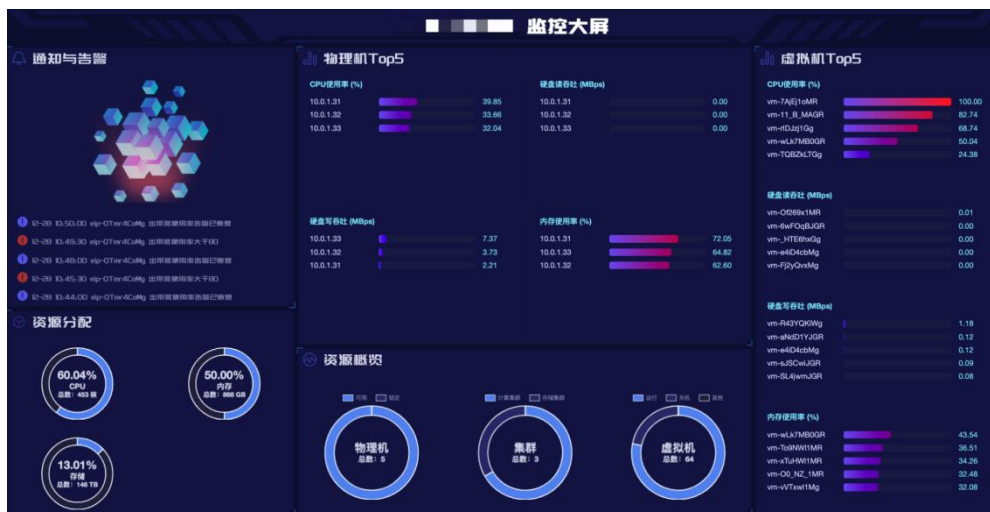 监控大屏
通知与告警
12-28 10:50:00 eip-QTmr4CoMg 出带宽使用率告警已恢复
12-28 10:49:30 eip-QTmr4CoMg 出带宽使用率大于80
12-28 10:48:00 eip-QTmr4CoMg 出带宽使用率告警已恢复
12-28 10:45:30 eip-QTmr4CoMg 出带宽使用率大于80
12-28 10:44:00 eip-QTmr4CoMg 出带宽使用率告警已恢复
资源分配
60.04%
CPU
总数: 453 核
50.00%
内存
总数: 866 GB
13.01%
存储
总数: 146 TB
物理机Top5
CPU使用率 (%)
10.0.1.31 39.85
10.0.1.32 33.66
10.0.1.33 32.04
硬盘读吞吐 (MBps)
10.0.1.31 0.00
10.0.1.32 0.00
10.0.1.33 0.00
硬盘写吞吐 (MBps)
10.0.1.33 7.37
10.0.1.32 3.73
10.0.1.31 2.21
内存使用率 (%)
10.0.1.31 72.05
10.0.1.33 64.82
10.0.1.32 62.60
资源概览
可用 锁定
物理机
总数: 5
计算集群 存储集群
集群
总数: 3
运行 关机 其他
虚拟机
总数: 64
虚拟机Top5
CPU使用率 (%)
vm-7AjEj1oMR 100.00
vm-11_B_MAGR 82.74
vm-rlDJzj1Gg 68.74
vm-wLk7MB0GR 50.04
vm-TQBZkLTGg 24.38
硬盘读吞吐 (MBps)
vm-Of269x1MR 0.01
vm-6wFOqBJGR 0.00
vm-_HTE6hxGg 0.00
vm-e4iD4cbMg 0.00
vm-Fj2yQvxMg 0.00
硬盘写吞吐 (MBps)
vm-R43YQKiWg 1.18
vm-aNdD1YJGR 0.12
vm-e4iD4cbMg 0.12
vm-sJSCwiJGR 0.09
vm-SL4jwmJGR 0.08
内存使用率 (%)
vm-wLk7MB0GR 43.54
vm-To9NWI1MR 36.51
vm-xTuHWI1MR 34.26
vm-O0_NZ_1MR 32.48
vm-vVTxwI1Mg 32.08